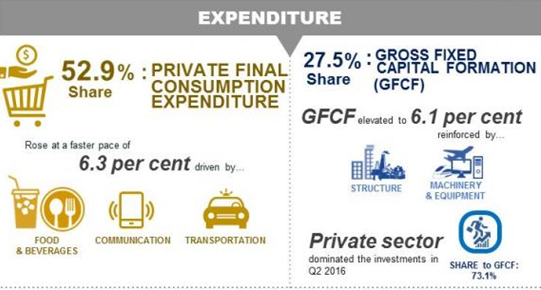 EXPENDITURE
52.9% : PRIVATE FINAL
Share CONSUMPTION
EXPENDITURE
Rose at a faster pace of
6.3 per cent driven by...
FOOD
& BEVERAGES
COMMUNICATION
TRANSPORTATION
27.5% : GROSS FIXED
Share CAPITAL FORMATION
(GFCF)
GFCF elevated to 6.1 per cent
reinforced by...
STRUCTURE
MACHINERY
& EQUIPMENT
Private sector
dominated the investments in
Q2 2016
SHARE to GFCF:
73.1%